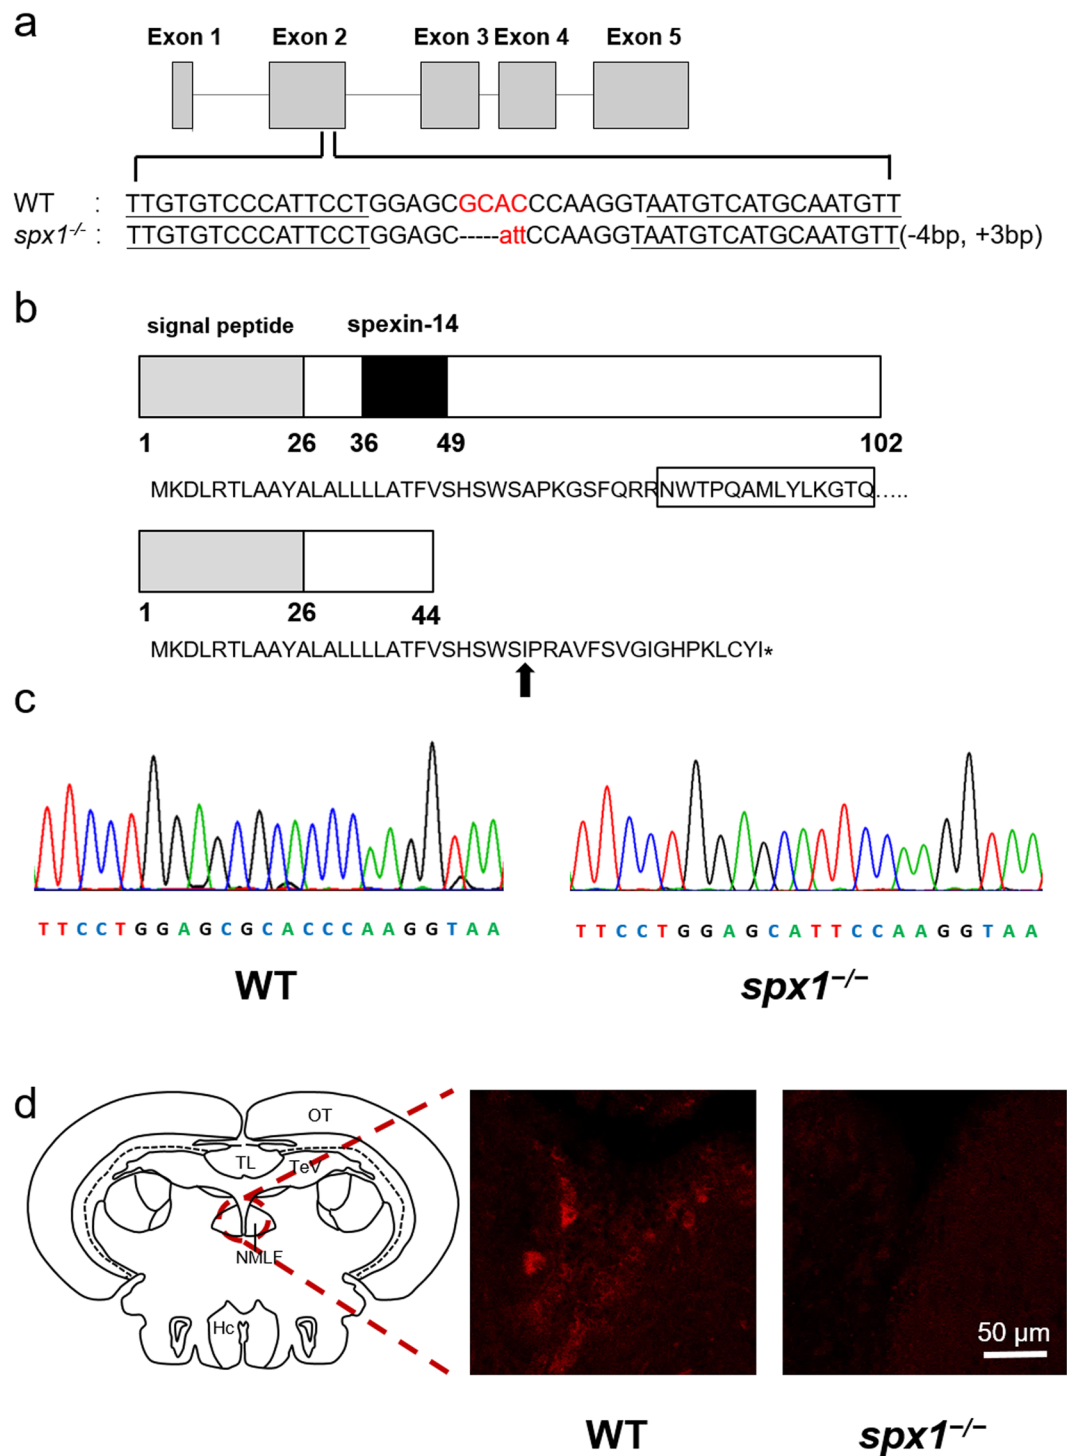 a
Exon 1 Exon 2 Exon 3 Exon 4 Exon 5
WT : TTGTGTCCCATTCCTGGAGCGCACCCAAGGTAATGTCATGCAATGTT
spx1-/- : TTGTGTCCCATTCCTGGAGC-----attCCAAGGTAATGTCATGCAATGTT(-4bp, +3bp)
b
signal peptide spexin-14
1 26 36 49 102
MKDLRTLAAYALALLLLATFVSHSWSAPKGSFQRRNWTPQAMLYLKGTQ.....
1 26 44
MKDLRTLAAYALALLLLATFVSHSWSIPRAVFSVGIGHPKLCYI*
c
TTCCTGGAGCGCACCCAAGGTAA TTCCTGGAGCATTCCAAGGTAA
WT spx1−/−
d
OT
TL TeV
NMLF
Hc
50 µm
WT spx1−/−